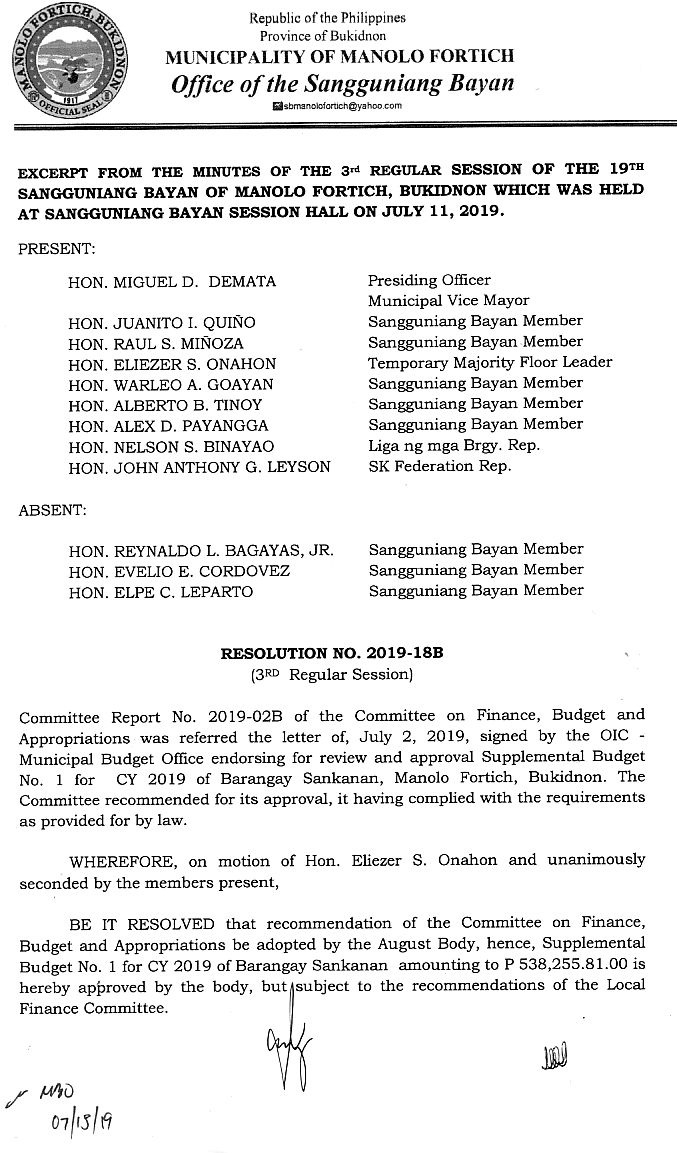 MANOLO FORTICH, BUKIDNON
1917
OFFICIAL SEAL
Republic of the Philippines
Province of Bukidnon
MUNICIPALITY OF MANOLO FORTICH
Office of the Sangguniang Bayan
sbmanolofortich@yahoo.com
EXCERPT FROM THE MINUTES OF THE 3rd REGULAR SESSION OF THE 19TH
SANGGUNIANG BAYAN OF MANOLO FORTICH, BUKIDNON WHICH WAS HELD
AT SANGGUNIANG BAYAN SESSION HALL ON JULY 11, 2019.
PRESENT:
HON. MIGUEL D. DEMATA Presiding Officer
Municipal Vice Mayor
HON. JUANITO I. QUIÑO Sangguniang Bayan Member
HON. RAUL S. MIÑOZA Sangguniang Bayan Member
HON. ELIEZER S. ONAHON Temporary Majority Floor Leader
HON. WARLEO A. GOAYAN Sangguniang Bayan Member
HON. ALBERTO B. TINOY Sangguniang Bayan Member
HON. ALEX D. PAYANGGA Sangguniang Bayan Member
HON. NELSON S. BINAYAO Liga ng mga Brgy. Rep.
HON. JOHN ANTHONY G. LEYSON SK Federation Rep.
ABSENT:
HON. REYNALDO L. BAGAYAS, JR. Sangguniang Bayan Member
HON. EVELIO E. CORDOVEZ Sangguniang Bayan Member
HON. ELPE C. LEPARTO Sangguniang Bayan Member
RESOLUTION NO. 2019-18B
(3RD Regular Session)
Committee Report No. 2019-02B of the Committee on Finance, Budget and
Appropriations was referred the letter of, July 2, 2019, signed by the OIC -
Municipal Budget Office endorsing for review and approval Supplemental Budget
No. 1 for CY 2019 of Barangay Sankanan, Manolo Fortich, Bukidnon. The
Committee recommended for its approval, it having complied with the requirements
as provided for by law.
WHEREFORE, on motion of Hon. Eliezer S. Onahon and unanimously
seconded by the members present,
BE IT RESOLVED that recommendation of the Committee on Finance,
Budget and Appropriations be adopted by the August Body, hence, Supplemental
Budget No. 1 for CY 2019 of Barangay Sankanan amounting to P 538,255.81.00 is
hereby approved by the body, but subject to the recommendations of the Local
Finance Committee.
MBO
07/15/19